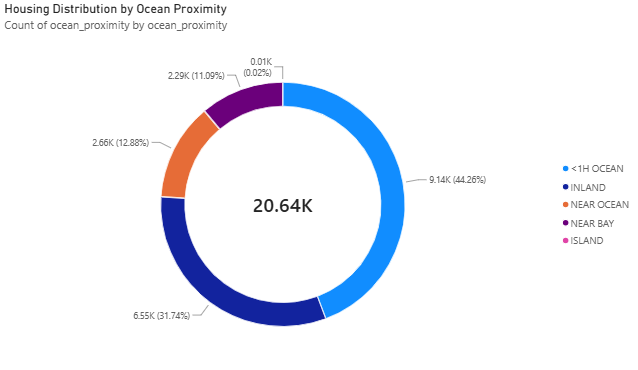 Housing Distribution by Ocean Proximity
Count of ocean_proximity by ocean_proximity
0.01K
(0.02%)
2.29K (11.09%)
2.66K (12.88%)
9.14K (44.26%)
20.64K
6.55K (31.74%)
<1H OCEAN
INLAND
NEAR OCEAN
NEAR BAY
ISLAND